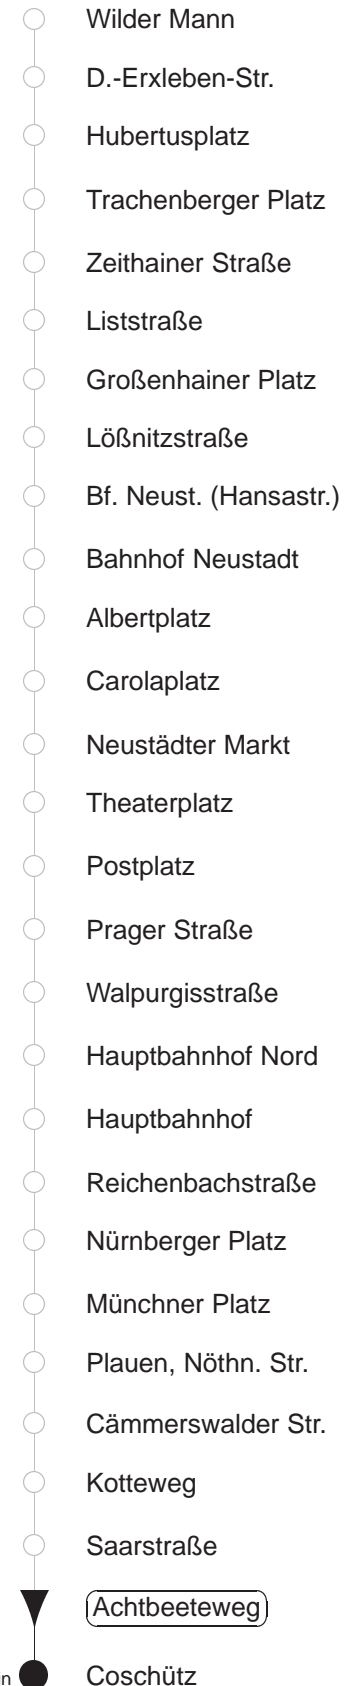 Wilder Mann
D.-Erxleben-Str.
Hubertusplatz
Trachenberger Platz
Zeithainer Straße
Liststraße
Großenhainer Platz
Lößnitzstraße
Bf. Neust. (Hansastr.)
Bahnhof Neustadt
Albertplatz
Carolaplatz
Neustädter Markt
Theaterplatz
Postplatz
Prager Straße
Walpurgisstraße
Hauptbahnhof Nord
Hauptbahnhof
Reichenbachstraße
Nürnberger Platz
Münchner Platz
Plauen, Nöthn. Str.
Cämmerswalder Str.
Kotteweg
Saarstraße
Achtbeeteweg
in Coschütz